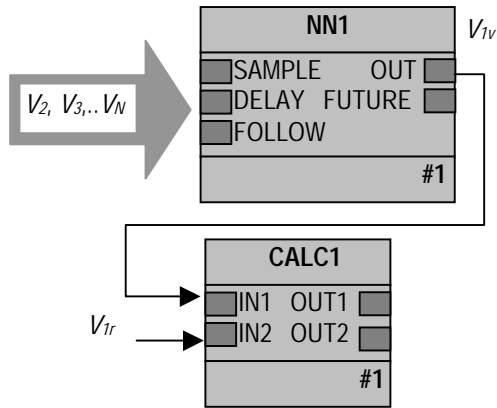 NN1
V1v
SAMPLE OUT
DELAY FUTURE
FOLLOW
V2, V3,..VN
#1
CALC1
IN1 OUT1
V1r
IN2 OUT2
#1